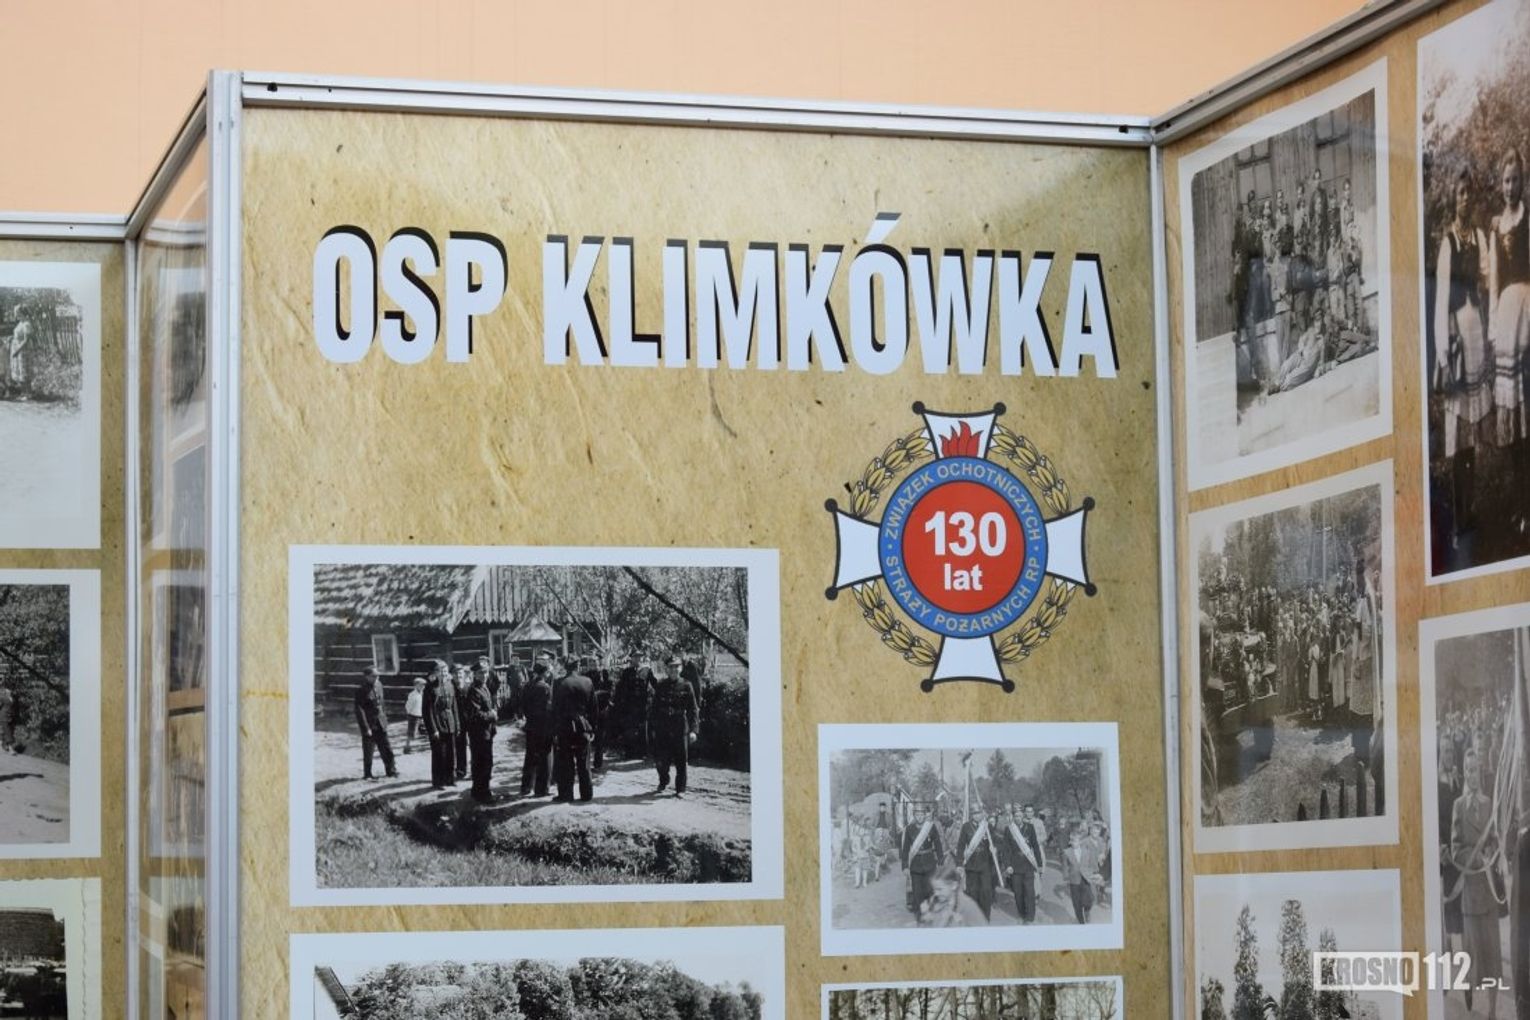 OSP KLIMKÓWKA
ZWIĄZEK OCHOTNICZYCH
130
lat
STRAŻY POŻARNYCH RP
KROSNO112.PL